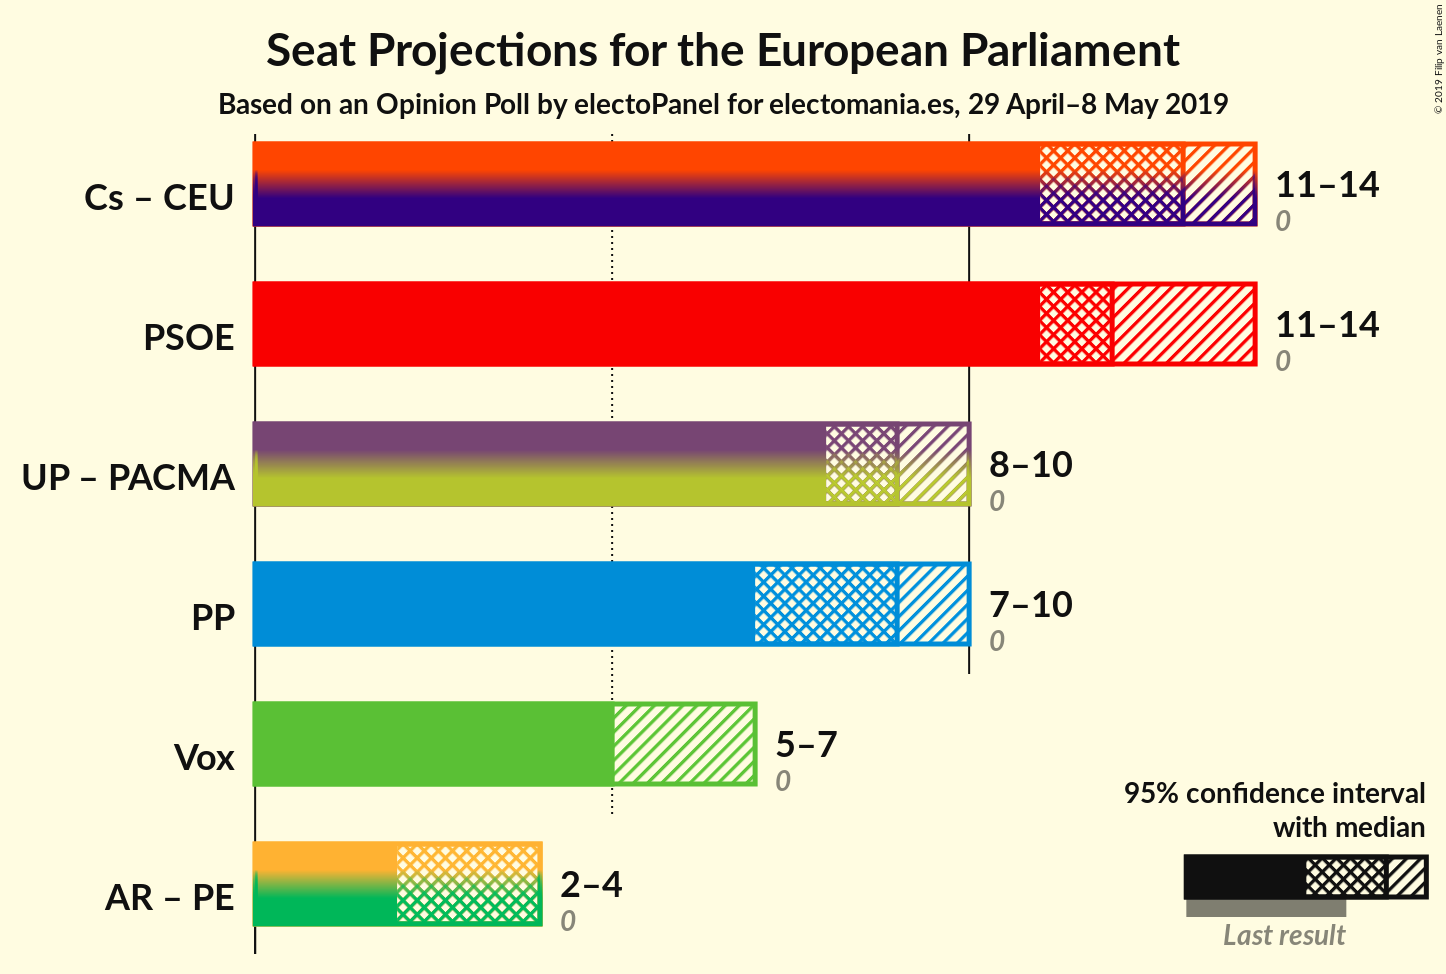 Seat Projections for the European Parliament
Based on an Opinion Poll by electoPanel for electomania.es, 29 April–8 May 2019
© 2019 Filip van Laenen
Cs – CEU
11–14
0
PSOE
11–14
0
UP – PACMA
8–10
0
PP
7–10
0
Vox
5–7
0
AR – PE
2–4
0
95% confidence interval
with median
Last result